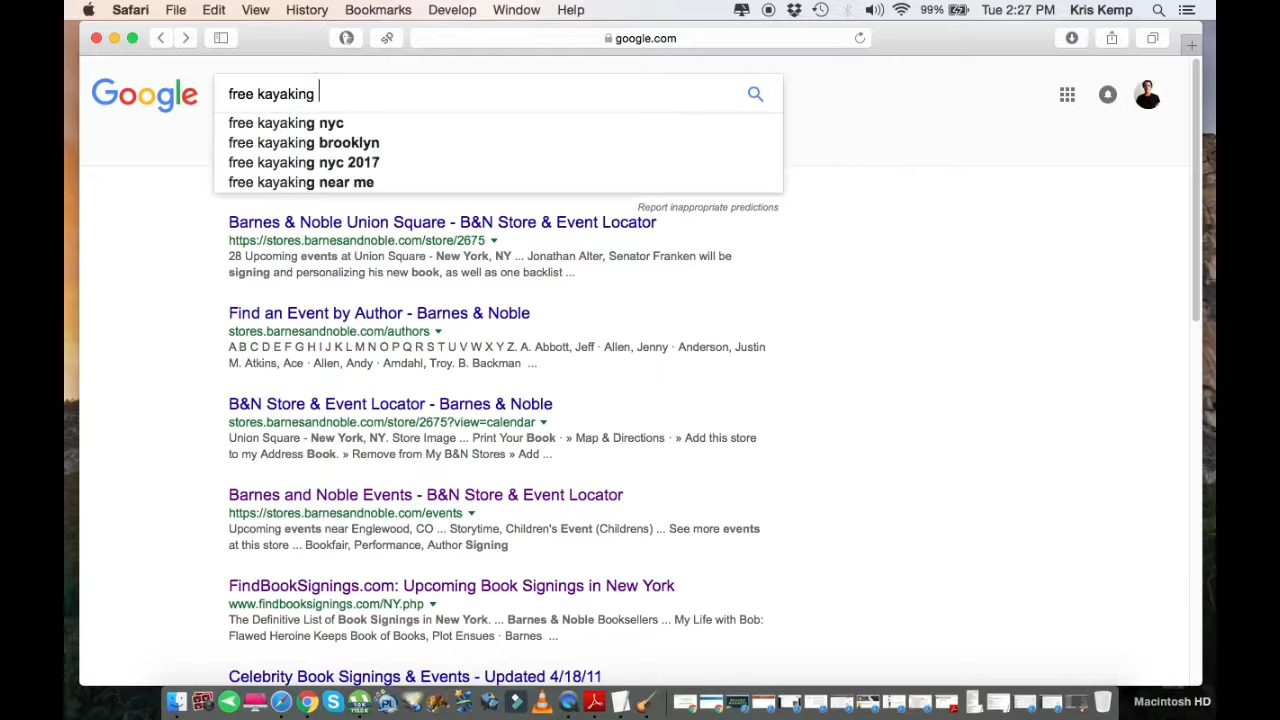 Safari File Edit View History Bookmarks Develop Window Help 99% Tue 2:27 PM Kris Kemp
google.com
Google free kayaking
free kayaking nyc
free kayaking brooklyn
free kayaking nyc 2017
free kayaking near me
Report inappropriate predictions
Barnes & Noble Union Square - B&N Store & Event Locator
https://stores.barnesandnoble.com/store/2675
28 Upcoming events at Union Square - New York, NY ... Jonathan Alter, Senator Franken will be
signing and personalizing his new book, as well as one backlist ...
Find an Event by Author - Barnes & Noble
stores.barnesandnoble.com/authors
A B C D E F G H I J K L M N O P Q R S T U V W X Y Z. A. Abbott, Jeff · Allen, Jenny · Anderson, Justin
M. Atkins, Ace · Allen, Andy · Amdahl, Troy. B. Backman ...
B&N Store & Event Locator - Barnes & Noble
stores.barnesandnoble.com/store/2675?view=calendar
Union Square - New York, NY. Store Image ... Print Your Book · » Map & Directions · » Add this store
to my Address Book. » Remove from My B&N Stores » Add ...
Barnes and Noble Events - B&N Store & Event Locator
https://stores.barnesandnoble.com/events
Upcoming events near Englewood, CO ... Storytime, Children's Event (Childrens) ... See more events
at this store ... Bookfair, Performance, Author Signing
FindBookSignings.com: Upcoming Book Signings in New York
www.findbooksignings.com/NY.php
The Definitive List of Book Signings in New York. ... Barnes & Noble Booksellers ... My Life with Bob:
Flawed Heroine Keeps Book of Books, Plot Ensues · Barnes ...
Celebrity Book Signings & Events - Updated 4/18/11
Macintosh HD